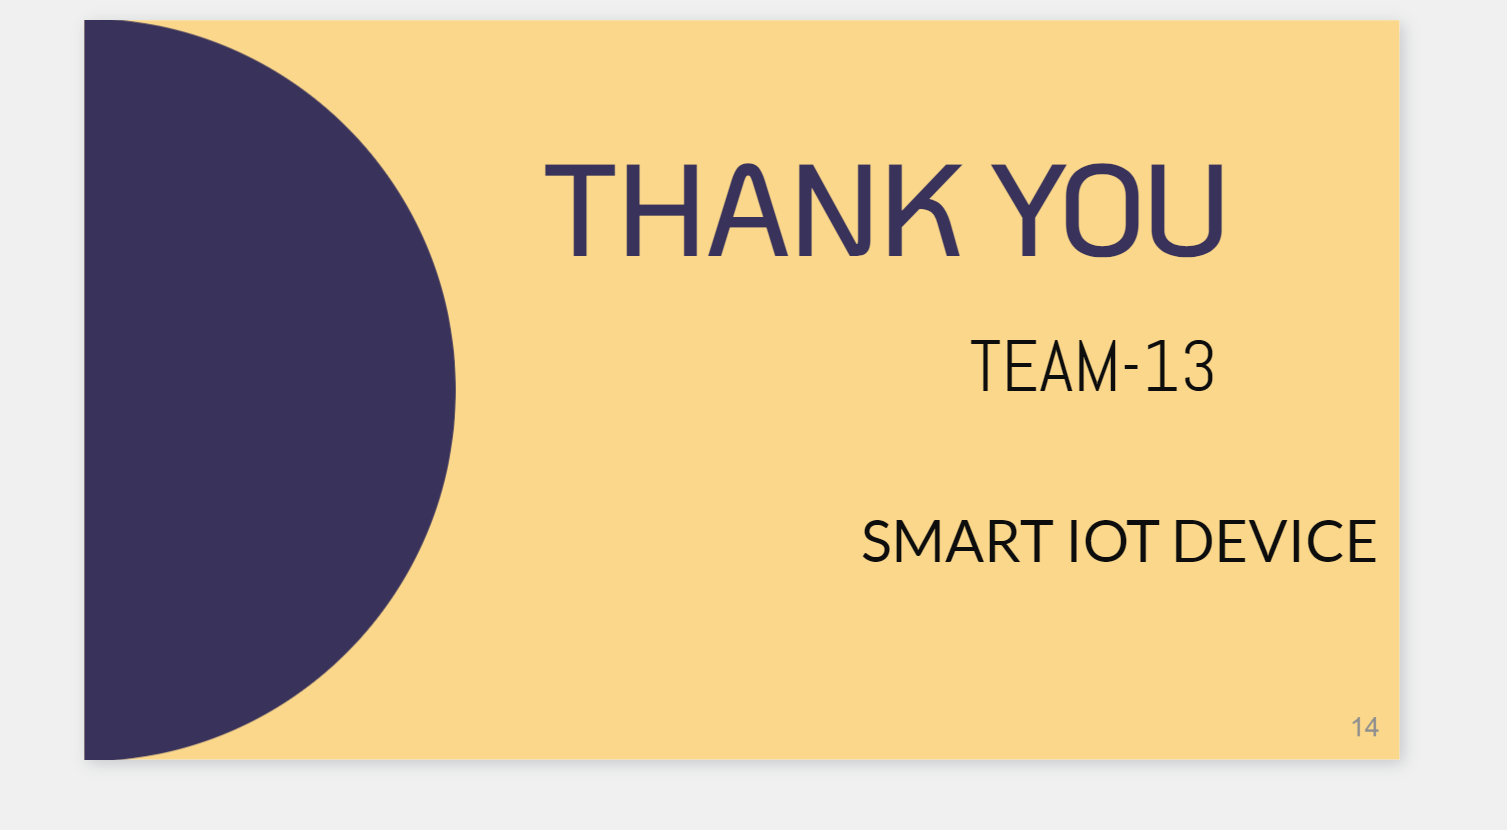 THANK YOU
TEAM-13
SMART IOT DEVICE
14